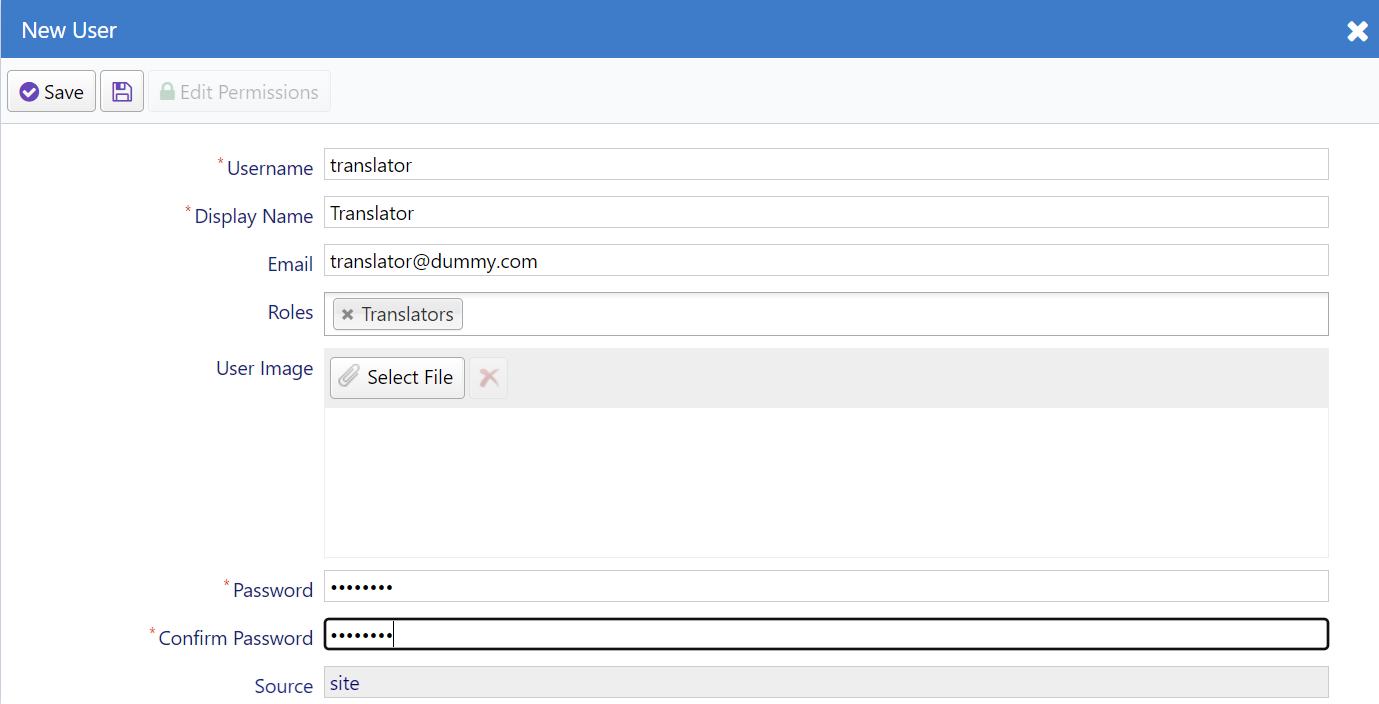 New User
Save Edit Permissions
*Username translator
*Display Name Translator
Email translator@dummy.com
Roles Translators
User Image Select File
*Password ••••••••
*Confirm Password ••••••••
Source site